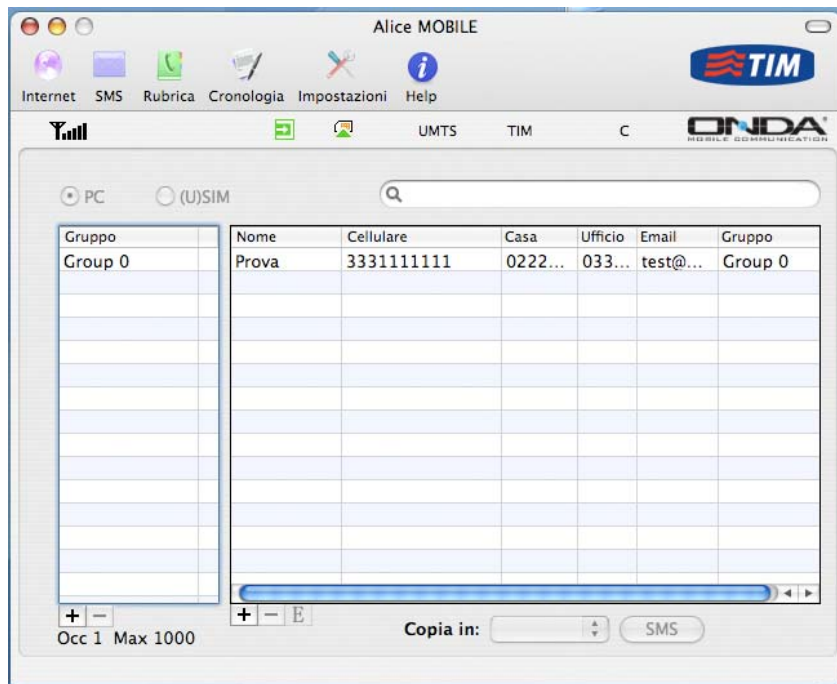 Alice MOBILE
Internet SMS Rubrica Cronologia Impostazioni Help
TIM
UMTS TIM C
ONDA
MOBILE COMMUNICATION
PC (U)SIM
Gruppo
Group 0
Nome Cellulare Casa Ufficio Email Gruppo
Prova 3331111111 0222... 033... test@... Group 0
+ −
+ − E
Occ 1 Max 1000
Copia in: SMS